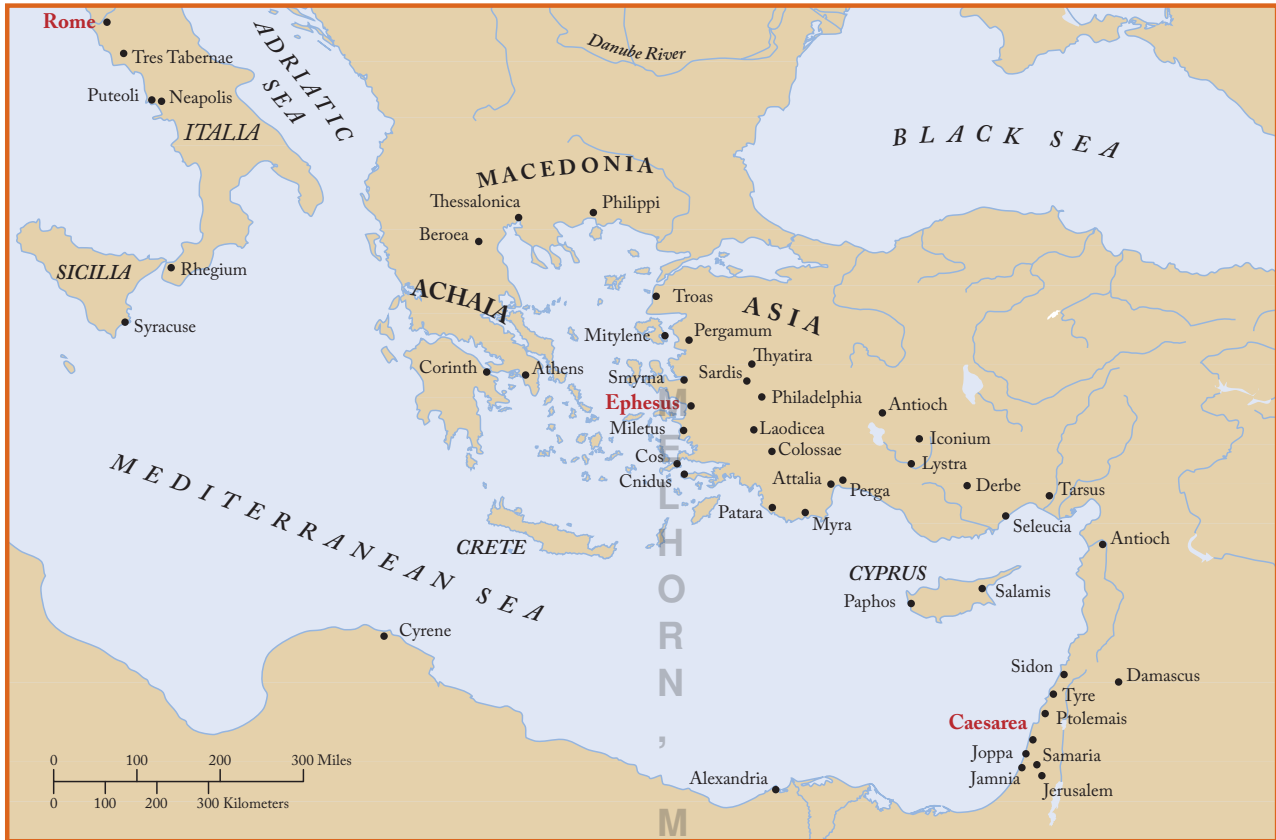 Rome
Tres Tabernae
Puteoli
Neapolis
ITALIA
ADRIATIC
SEA
Danube River
BLACK SEA
MACEDONIA
Thessalonica
Philippi
Beroea
SICILIA
Rhegium
Syracuse
ACHAIA
Corinth
Athens
Troas
ASIA
Mitylene
Pergamum
Thyatira
Smyrna
Sardis
Ephesus
Philadelphia
Miletus
Laodicea
Colossae
Cos
Cnidus
Antioch
Iconium
Lystra
Attalia
Perga
Derbe
Tarsus
Patara
Myra
Seleucia
Antioch
MEDITERRANEAN SEA
CRETE
CYPRUS
Paphos
Salamis
Cyrene
Sidon
Damascus
Tyre
Ptolemais
Caesarea
Joppa
Samaria
Jamnia
Jerusalem
Alexandria
0 100 200 300 Miles
0 100 200 300 Kilometers
MELHORN, M